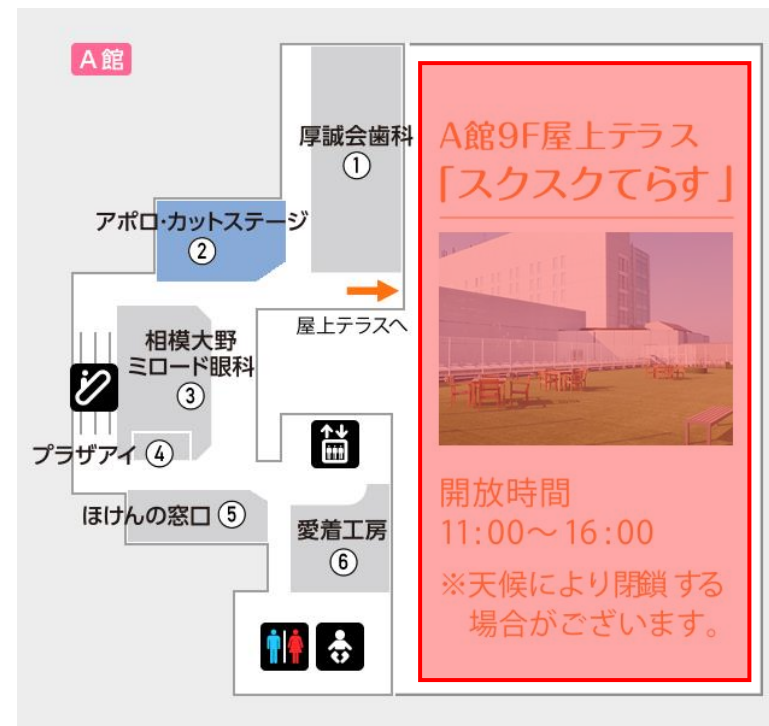 A館
厚誠会歯科
①
アポロ・カットステージ
②
屋上テラスへ
相模大野
ミロード眼科
③
プラザアイ ④
ほけんの窓口 ⑤
愛着工房
⑥
A館9F屋上テラス
「スクスクてらす」
開放時間
11:00～16:00
※天候により閉鎖する
場合がございます。